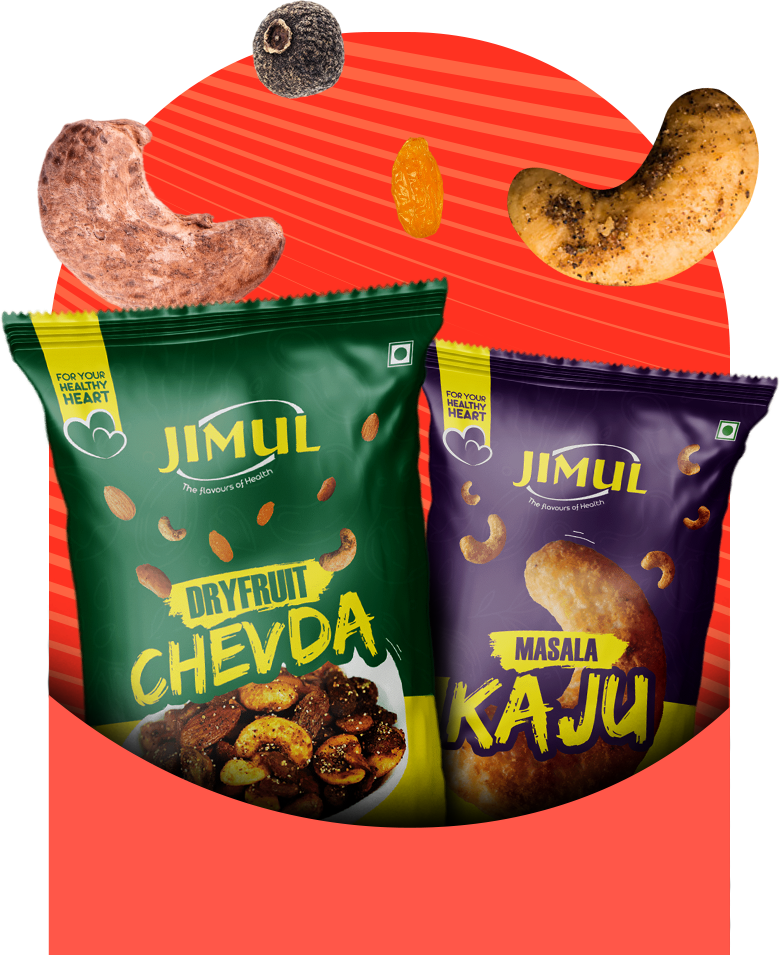 FOR YOUR
HEALTHY
HEART
JIMUL
The flavours of Health
DRYFRUIT
CHEVDA
FOR YOUR
HEALTHY
HEART
JIMUL
The flavours of Health
MASALA
KAJU